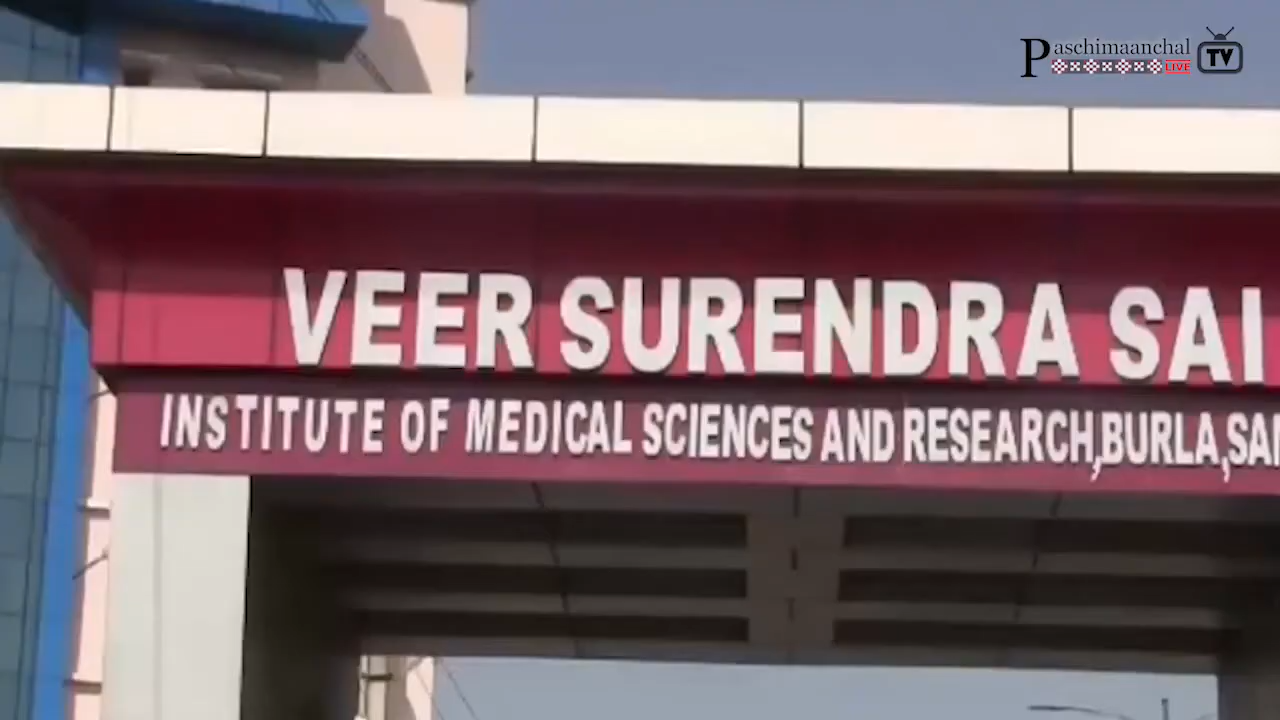 Paschimaanchal
LIVE
TV
VEER SURENDRA SAI
INSTITUTE OF MEDICAL SCIENCES AND RESEARCH,BURLA,